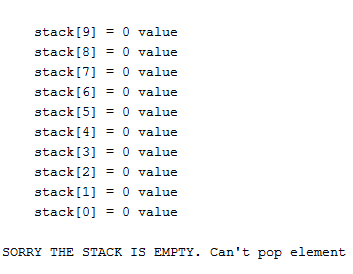 stack[9] = 0 value
stack[8] = 0 value
stack[7] = 0 value
stack[6] = 0 value
stack[5] = 0 value
stack[4] = 0 value
stack[3] = 0 value
stack[2] = 0 value
stack[1] = 0 value
stack[0] = 0 value
SORRY THE STACK IS EMPTY. Can't pop element